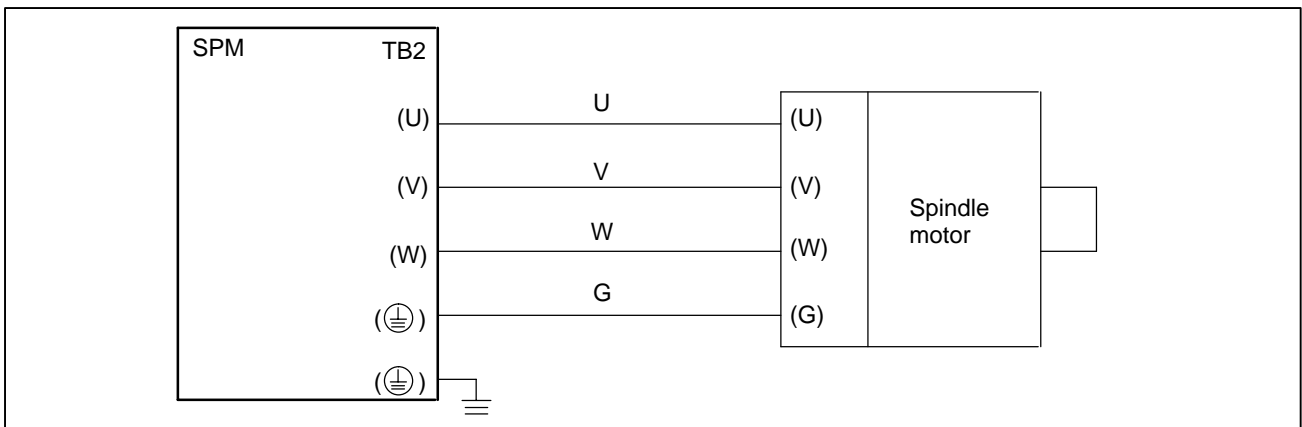 SPM TB2
(U) U (U)
(V) V (V)
(W) W (W)
Spindle
motor
(⏚) G (G)
(⏚)